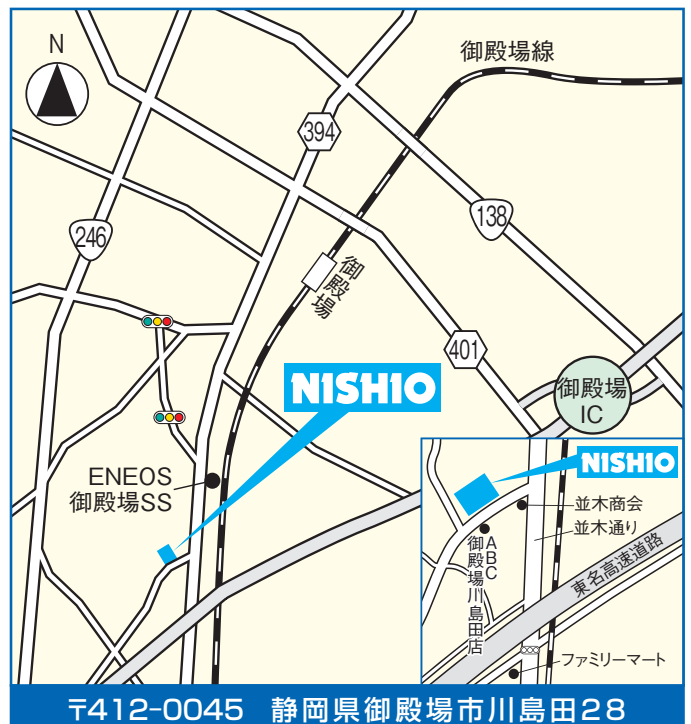 N
御殿場線
394
138
246
御殿場
401
御殿場
IC
NISHIO
ENEOS
御殿場SS
NISHIO
並木商会
並木通り
ABC
御殿場川島田店
東名高速道路
ファミリーマート
〒412-0045 静岡県御殿場市川島田28